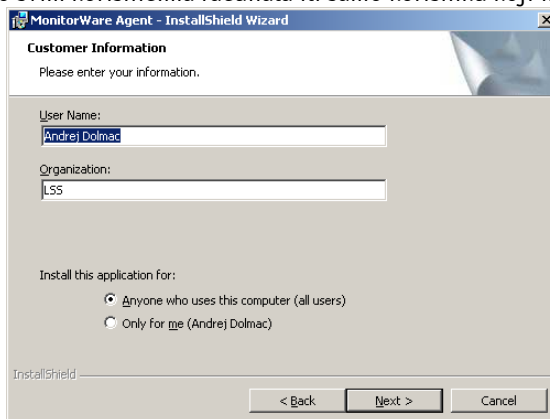 MonitorWare Agent - InstallShield Wizard
Customer Information
Please enter your information.
User Name:
Andrej Dolmac
Organization:
LSS
Install this application for:
Anyone who uses this computer (all users)
Only for me (Andrej Dolmac)
InstallShield
< Back Next > Cancel